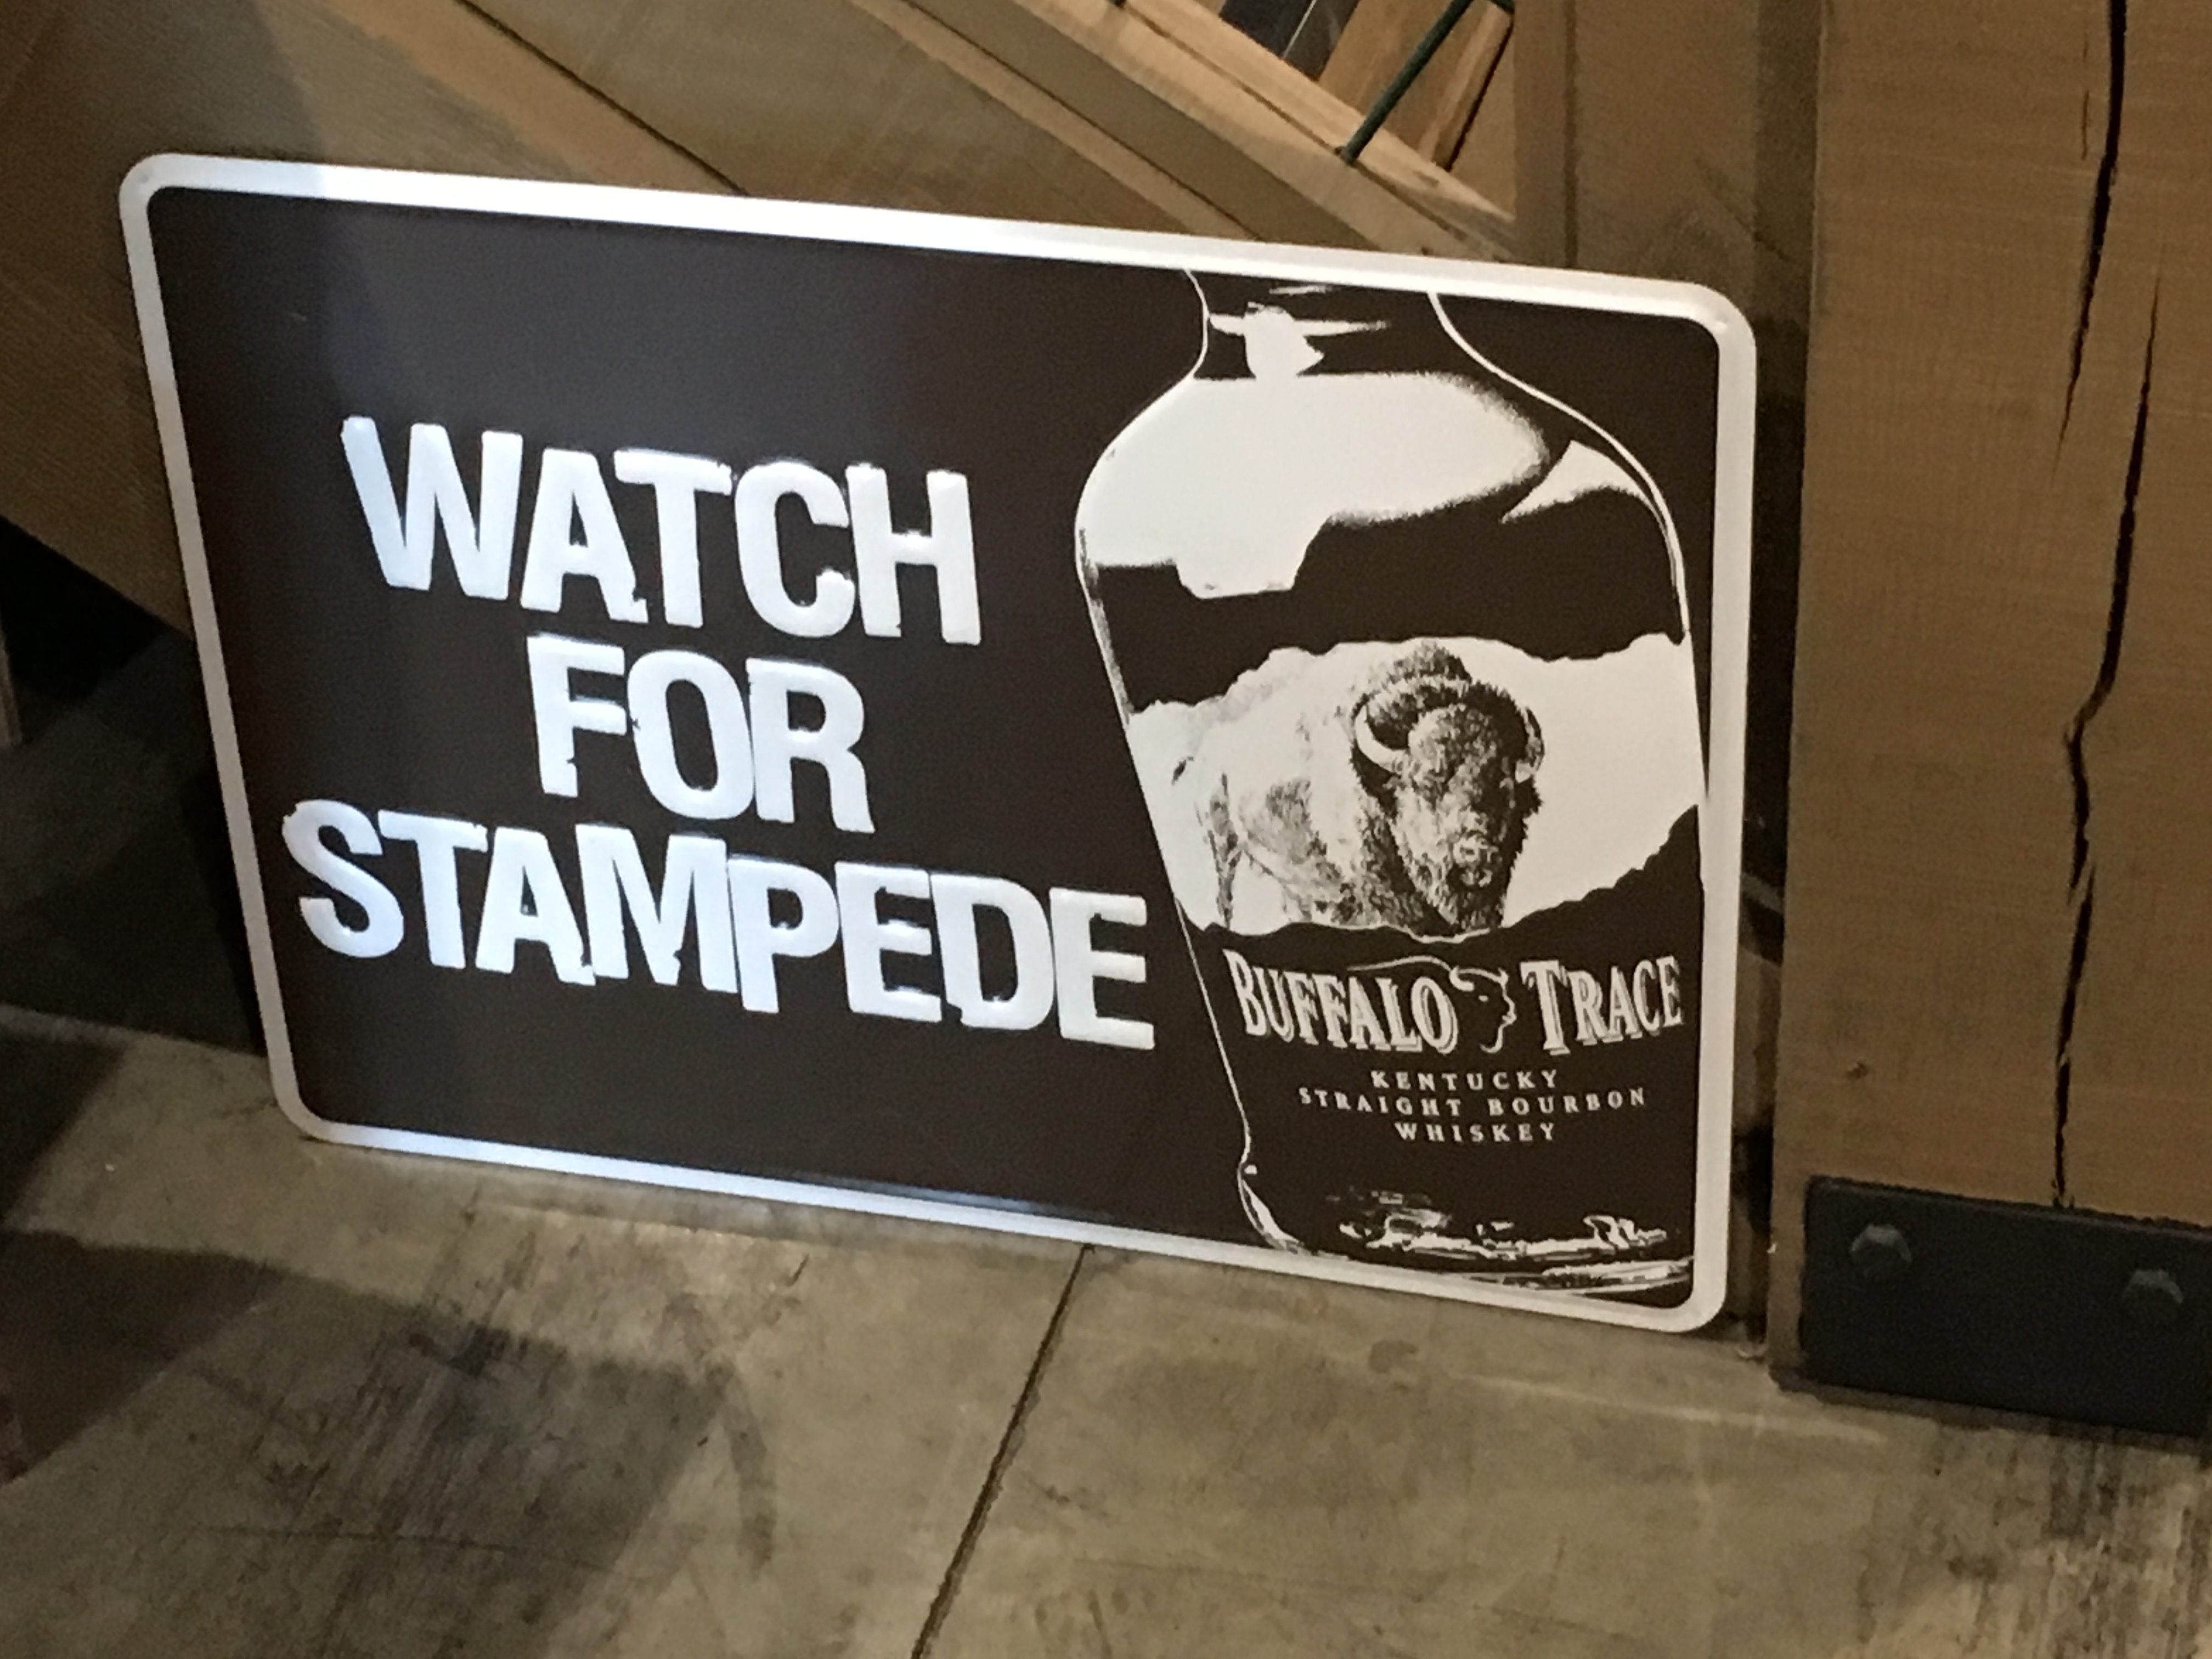 WATCH
FOR
STAMPEDE
BUFFALO TRACE
KENTUCKY
STRAIGHT BOURBON
WHISKEY